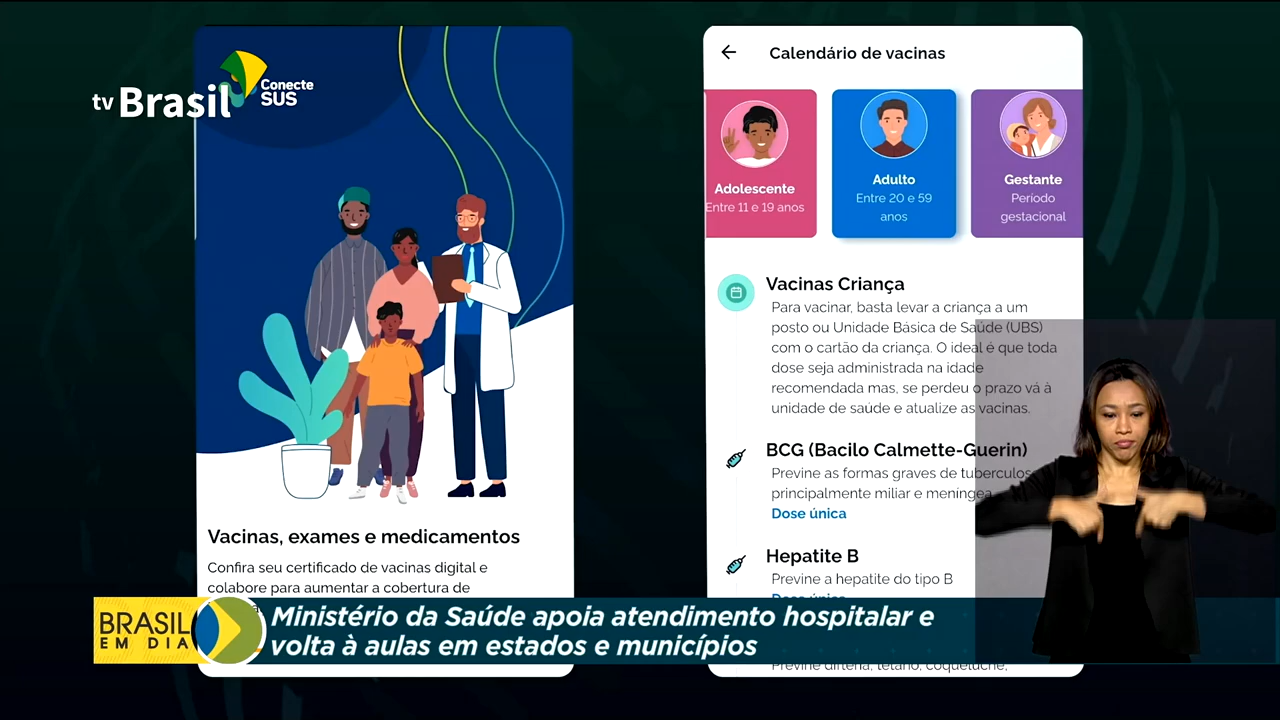 tv Brasil
Conecte
SUS
Vacinas, exames e medicamentos
Confira seu certificado de vacinas digital e
colabore para aumentar a cobertura de
Calendário de vacinas
Adolescente
Entre 11 e 19 anos
Adulto
Entre 20 e 59
anos
Gestante
Período
gestacional
Vacinas Criança
Para vacinar, basta levar a criança a um
posto ou Unidade Básica de Saúde (UBS)
com o cartão da criança. O ideal é que toda
dose seja administrada na idade
recomendada mas, se perdeu o prazo vá à
unidade de saúde e atualize as vacinas.
BCG (Bacilo Calmette-Guerin)
Previne as formas graves de tuberculos
principalmente miliar e meníngea
Dose única
Hepatite B
Previne a hepatite do tipo B
Dose única
Previne difteria, tétano, coqueluche,
BRASIL
EM DIA
Ministério da Saúde apoia atendimento hospitalar e
volta à aulas em estados e municípios